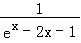 1
e^x − 2x − 1